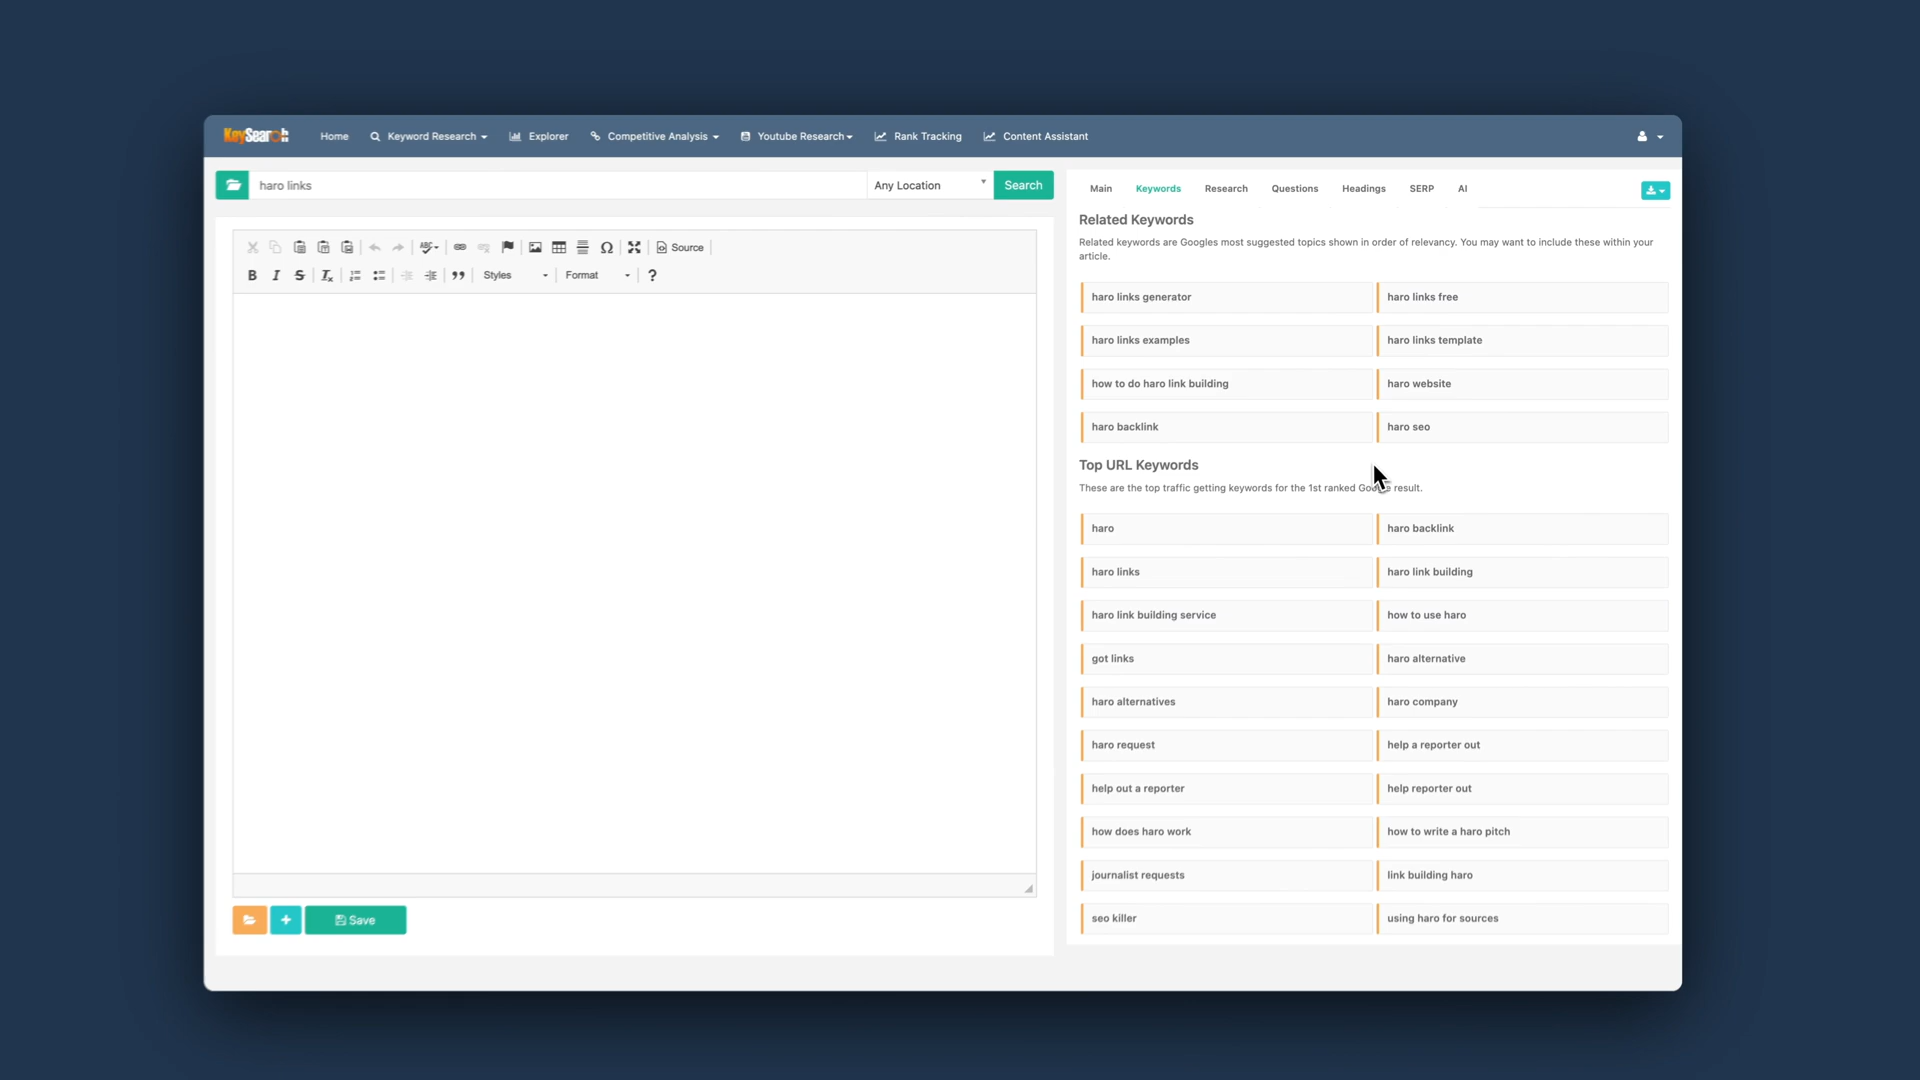 KeySearch Home Keyword Research Explorer Competitive Analysis Youtube Research Rank Tracking Content Assistant
haro links Any Location Search
Source
ABC
B I S Ix Styles Format ?
Save
Main Keywords Research Questions Headings SERP AI
Related Keywords
Related keywords are Googles most suggested topics shown in order of relevancy. You may want to include these within your
article.
haro links generator haro links free
haro links examples haro links template
how to do haro link building haro website
haro backlink haro seo
Top URL Keywords
These are the top traffic getting keywords for the 1st ranked Google result.
haro haro backlink
haro links haro link building
haro link building service how to use haro
got links haro alternative
haro alternatives haro company
haro request help a reporter out
help out a reporter help reporter out
how does haro work how to write a haro pitch
journalist requests link building haro
seo killer using haro for sources